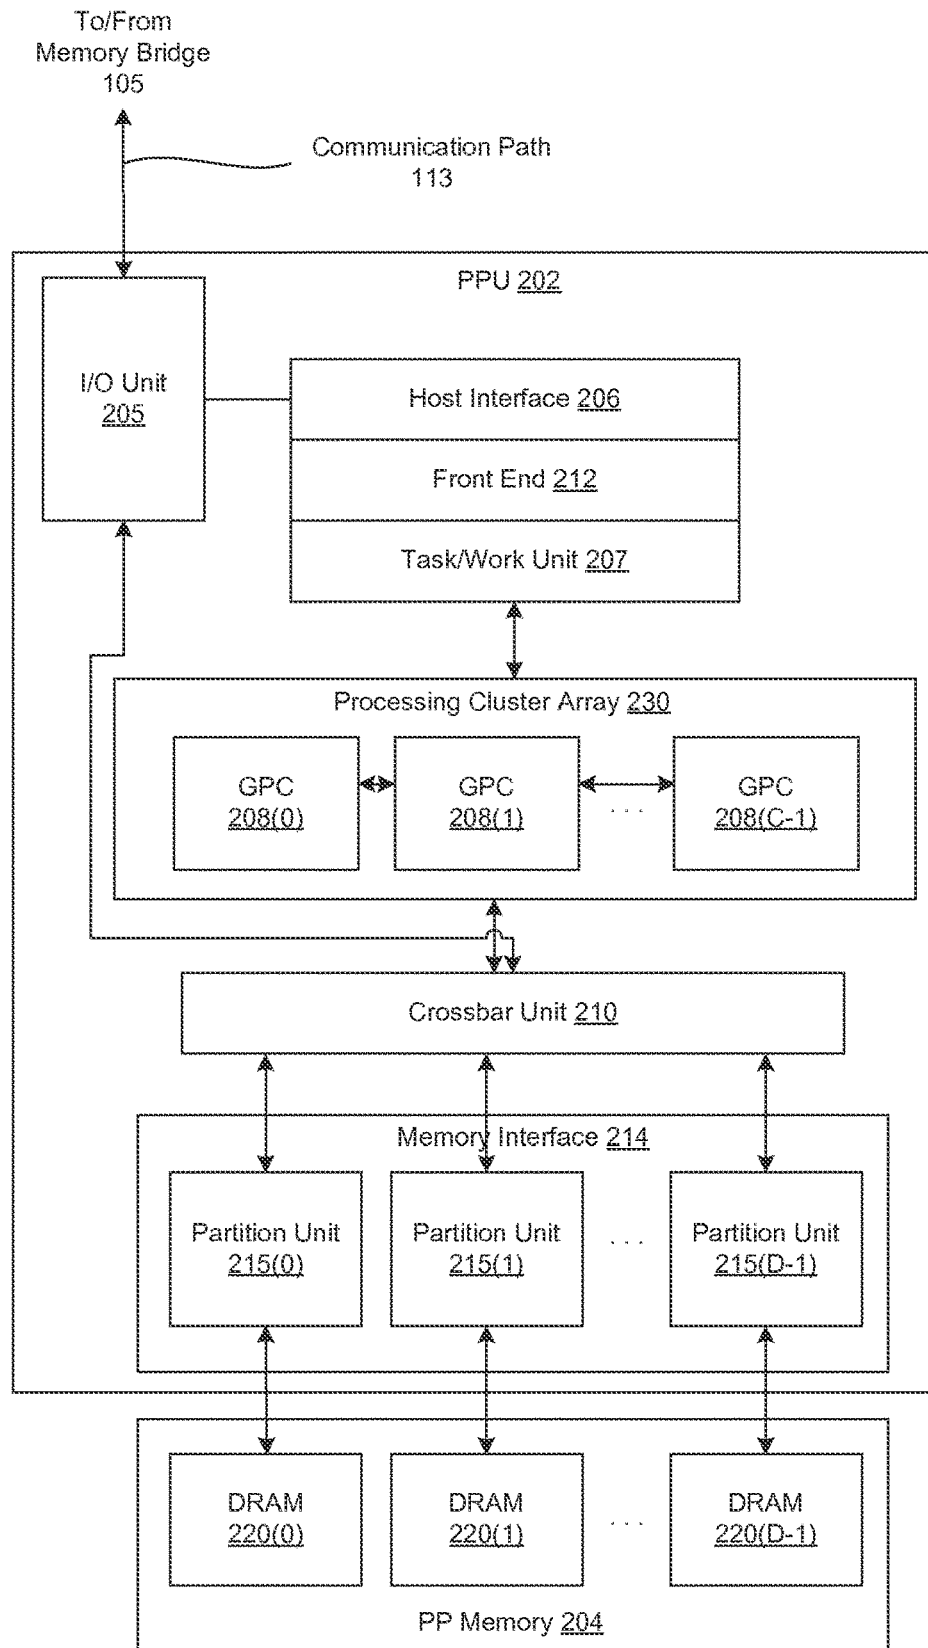 To/From
Memory Bridge
105
Communication Path
113
PPU 202
I/O Unit
205
Host Interface 206
Front End 212
Task/Work Unit 207
Processing Cluster Array 230
GPC
208(0)
GPC
208(1)
. . .
GPC
208(C-1)
Crossbar Unit 210
Memory Interface 214
Partition Unit
215(0)
Partition Unit
215(1)
. . .
Partition Unit
215(D-1)
DRAM
220(0)
DRAM
220(1)
. . .
DRAM
220(D-1)
PP Memory 204